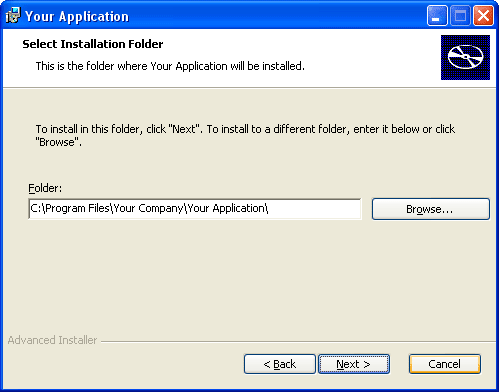 Your Application
Select Installation Folder
This is the folder where Your Application will be installed.
To install in this folder, click "Next". To install to a different folder, enter it below or click
"Browse".
Folder:
C:\Program Files\Your Company\Your Application\
Browse...
Advanced Installer
< Back
Next >
Cancel